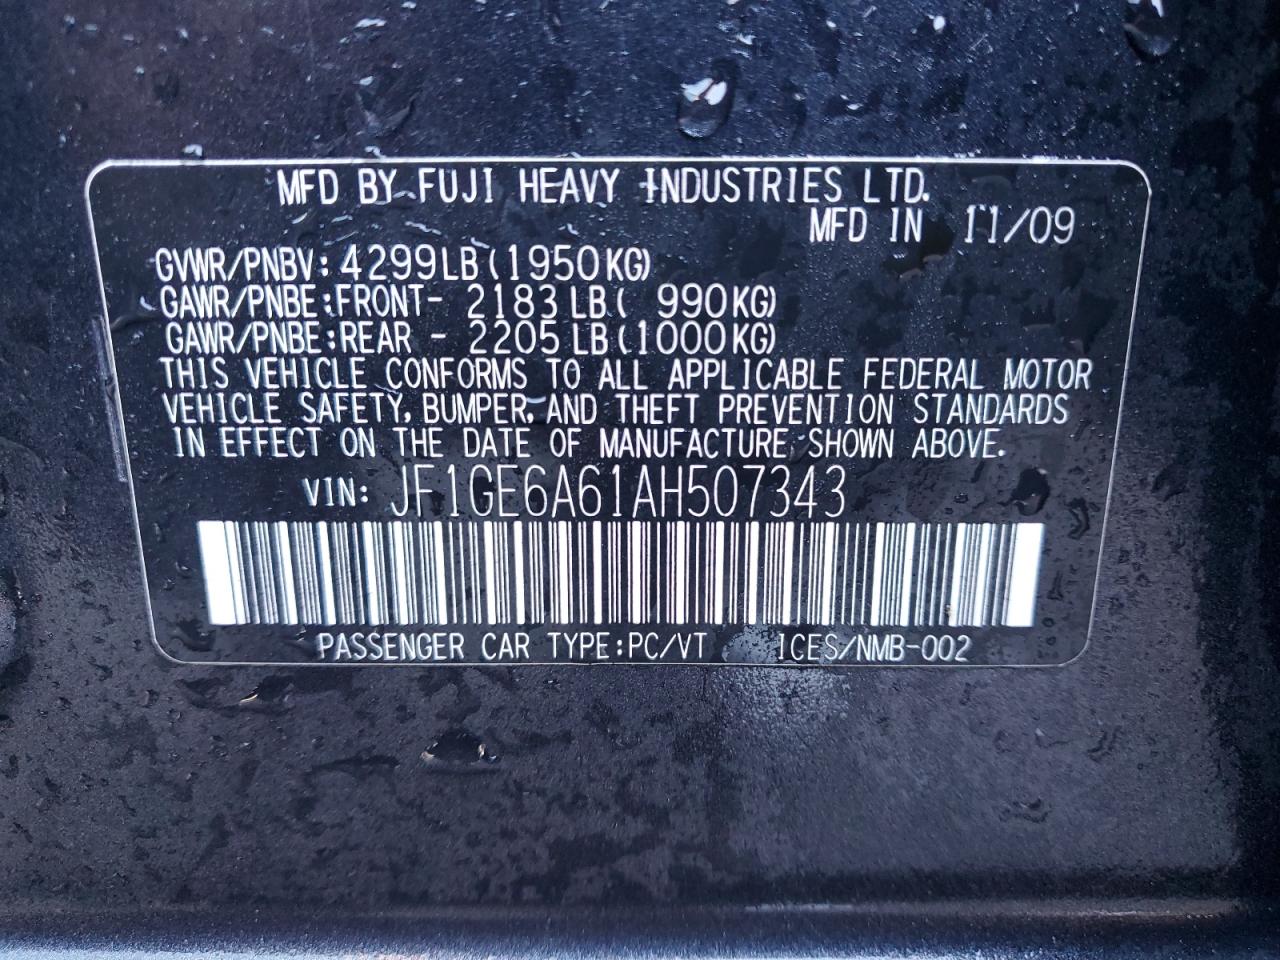 MFD BY FUJI HEAVY INDUSTRIES LTD.
MFD IN 11/09
GVWR/PNBV: 4299LB(1950KG)
GAWR/PNBE:FRONT- 2183LB( 990KG)
GAWR/PNBE:REAR - 2205LB(1000KG)
THIS VEHICLE CONFORMS TO ALL APPLICABLE FEDERAL MOTOR
VEHICLE SAFETY, BUMPER, AND THEFT PREVENTION STANDARDS
IN EFFECT ON THE DATE OF MANUFACTURE SHOWN ABOVE.
VIN: JF1GE6A61AH507343
PASSENGER CAR TYPE:PC/VT ICES/NMB-002